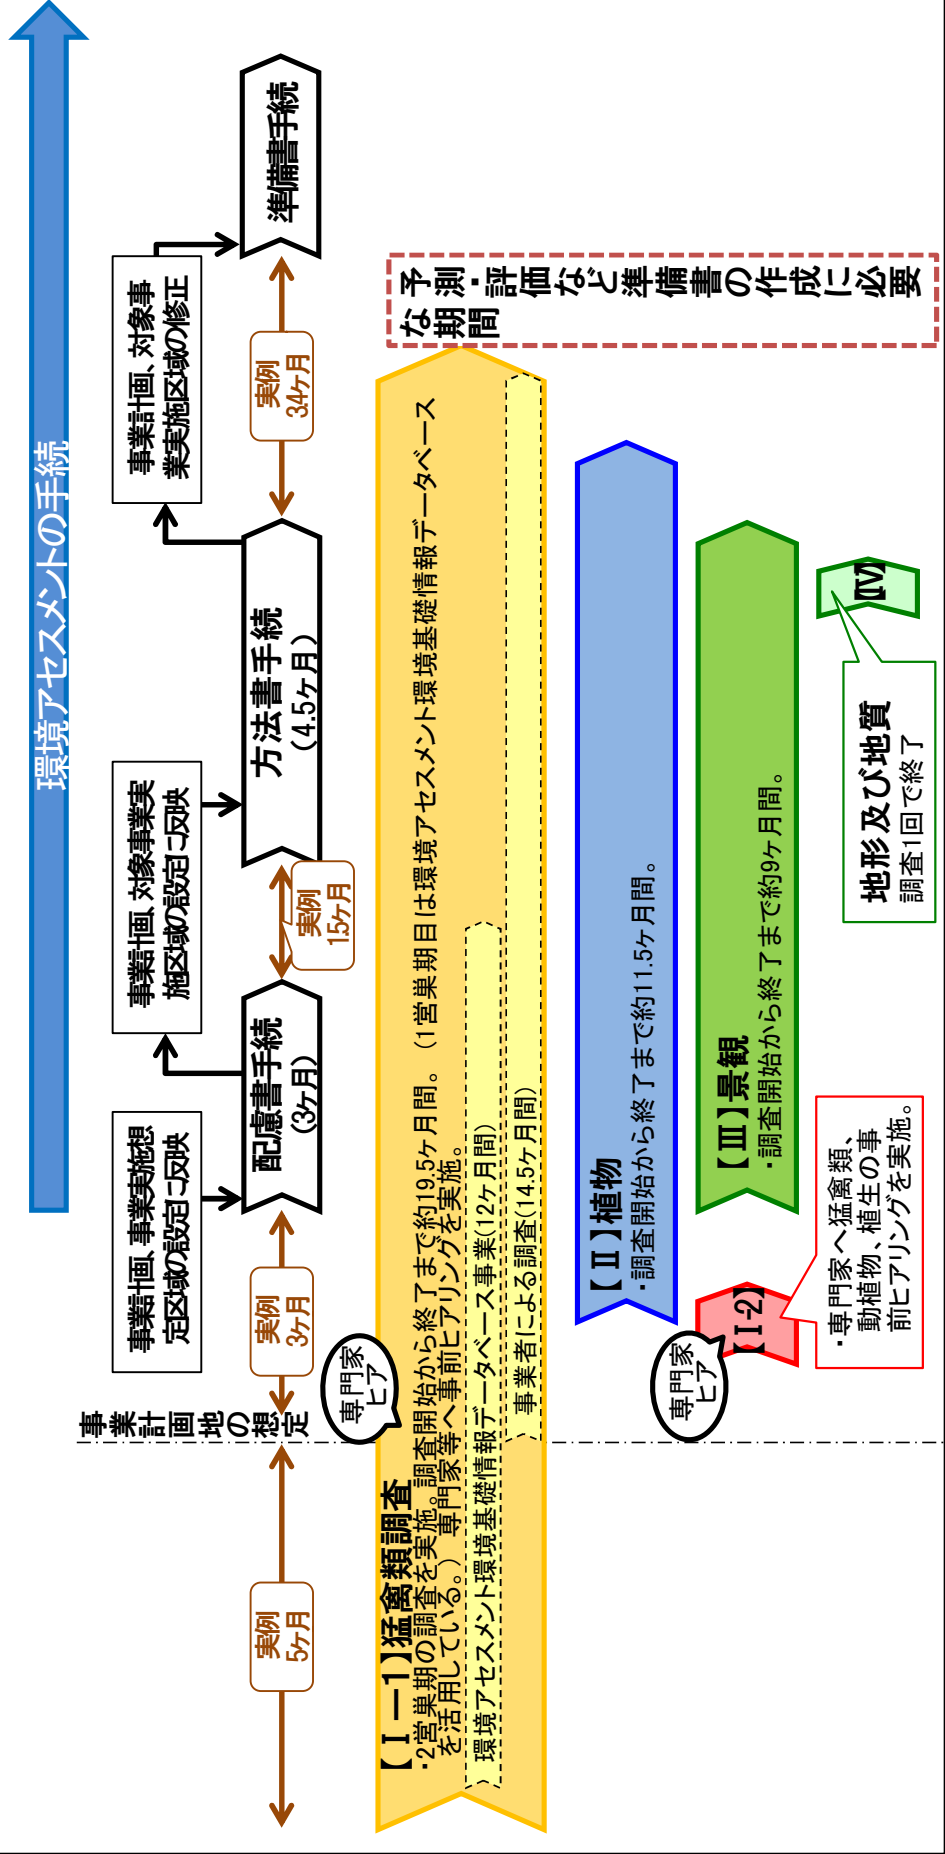 環境アセスメントの手続
事業計画、事業実施想
定区域の設定に反映
事業計画、対象事業実
施区域の設定に反映
事業計画、対象事
業実施区域の修正
配慮書手続
(3ヶ月)
方法書手続
(4.5ヶ月)
準備書手続
実例
5ヶ月
事業計画地の想定
実例
3ヶ月
実例
1.5ヶ月
実例
3.4ヶ月
専門家
ヒア
予測・評価など準備書の作成に必要
な期間
【Ⅰ－1】猛禽類調査
・2営巣期の調査を実施。調査開始から終了まで約19.5ヶ月間。（1営巣期目は環境アセスメント環境基礎情報データベース
を活用している。） 専門家等へ事前ヒアリングを実施。
環境アセスメント環境基礎情報データベース事業(12ヶ月間)
事業者による調査(14.5ヶ月間)
【Ⅱ】植物
・調査開始から終了まで約11.5ヶ月間。
専門家
ヒア
【Ⅰ-2】
【Ⅲ】景観
・調査開始から終了まで約9ヶ月間。
・専門家へ猛禽類、
動植物、植生の事
前ヒアリングを実施。
【Ⅳ】
地形及び地質
調査1回で終了